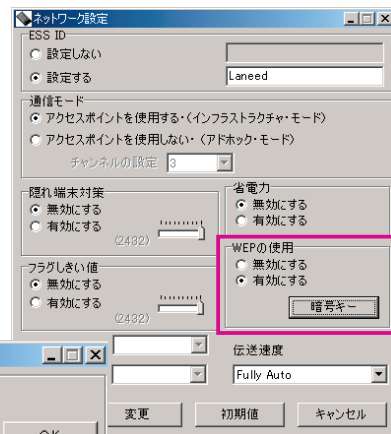 ネットワーク設定
ESS ID
設定しない
設定する
Laneed
通信モード
アクセスポイントを使用する・(インフラストラクチャ・モード)
アクセスポイントを使用しない・(アドホック・モード)
チャンネルの設定 3
隠れ端末対策
無効にする
有効にする
(2432)
省電力
無効にする
有効にする
フラグしきい値
無効にする
有効にする
(2432)
WEPの使用
無効にする
有効にする
暗号キー
伝送速度
Fully Auto
変更 初期値 キャンセル
OK